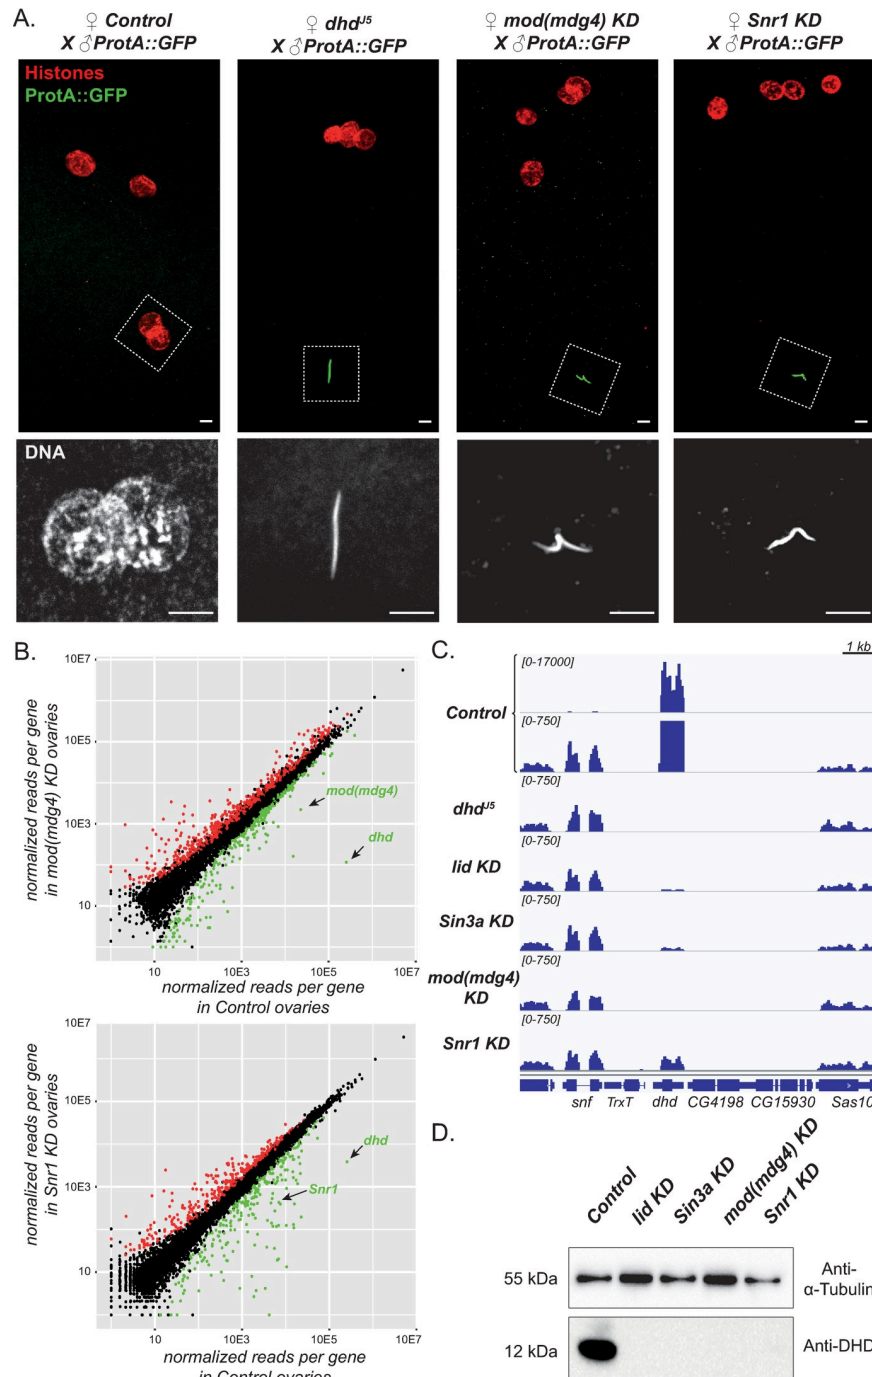 A.
♀ Control
X ♂ProtA::GFP
♀ dhdᴶ⁵
X ♂ProtA::GFP
♀ mod(mdg4) KD
X ♂ProtA::GFP
♀ Snr1 KD
X ♂ProtA::GFP
Histones
ProtA::GFP
DNA
B.
10E7
10E5
10E3
10
normalized reads per gene
in mod(mdg4) KD ovaries
mod(mdg4)
dhd
10
10E3
10E5
10E7
normalized reads per gene
in Control ovaries
10E7
10E5
10E3
10
normalized reads per gene
in Snr1 KD ovaries
dhd
Snr1
10
10E3
10E5
10E7
normalized reads per gene
in Control ovaries
C.
1 kb
Control
[0-17000]
[0-750]
dhdᴶ⁵
[0-750]
lid KD
[0-750]
Sin3a KD
[0-750]
mod(mdg4)
KD
[0-750]
Snr1 KD
[0-750]
snf TrxT dhd CG4198 CG15930 Sas10
D.
Control
lid KD
Sin3a KD
mod(mdg4) KD
Snr1 KD
55 kDa
Anti-
α-Tubulin
12 kDa
Anti-DHD